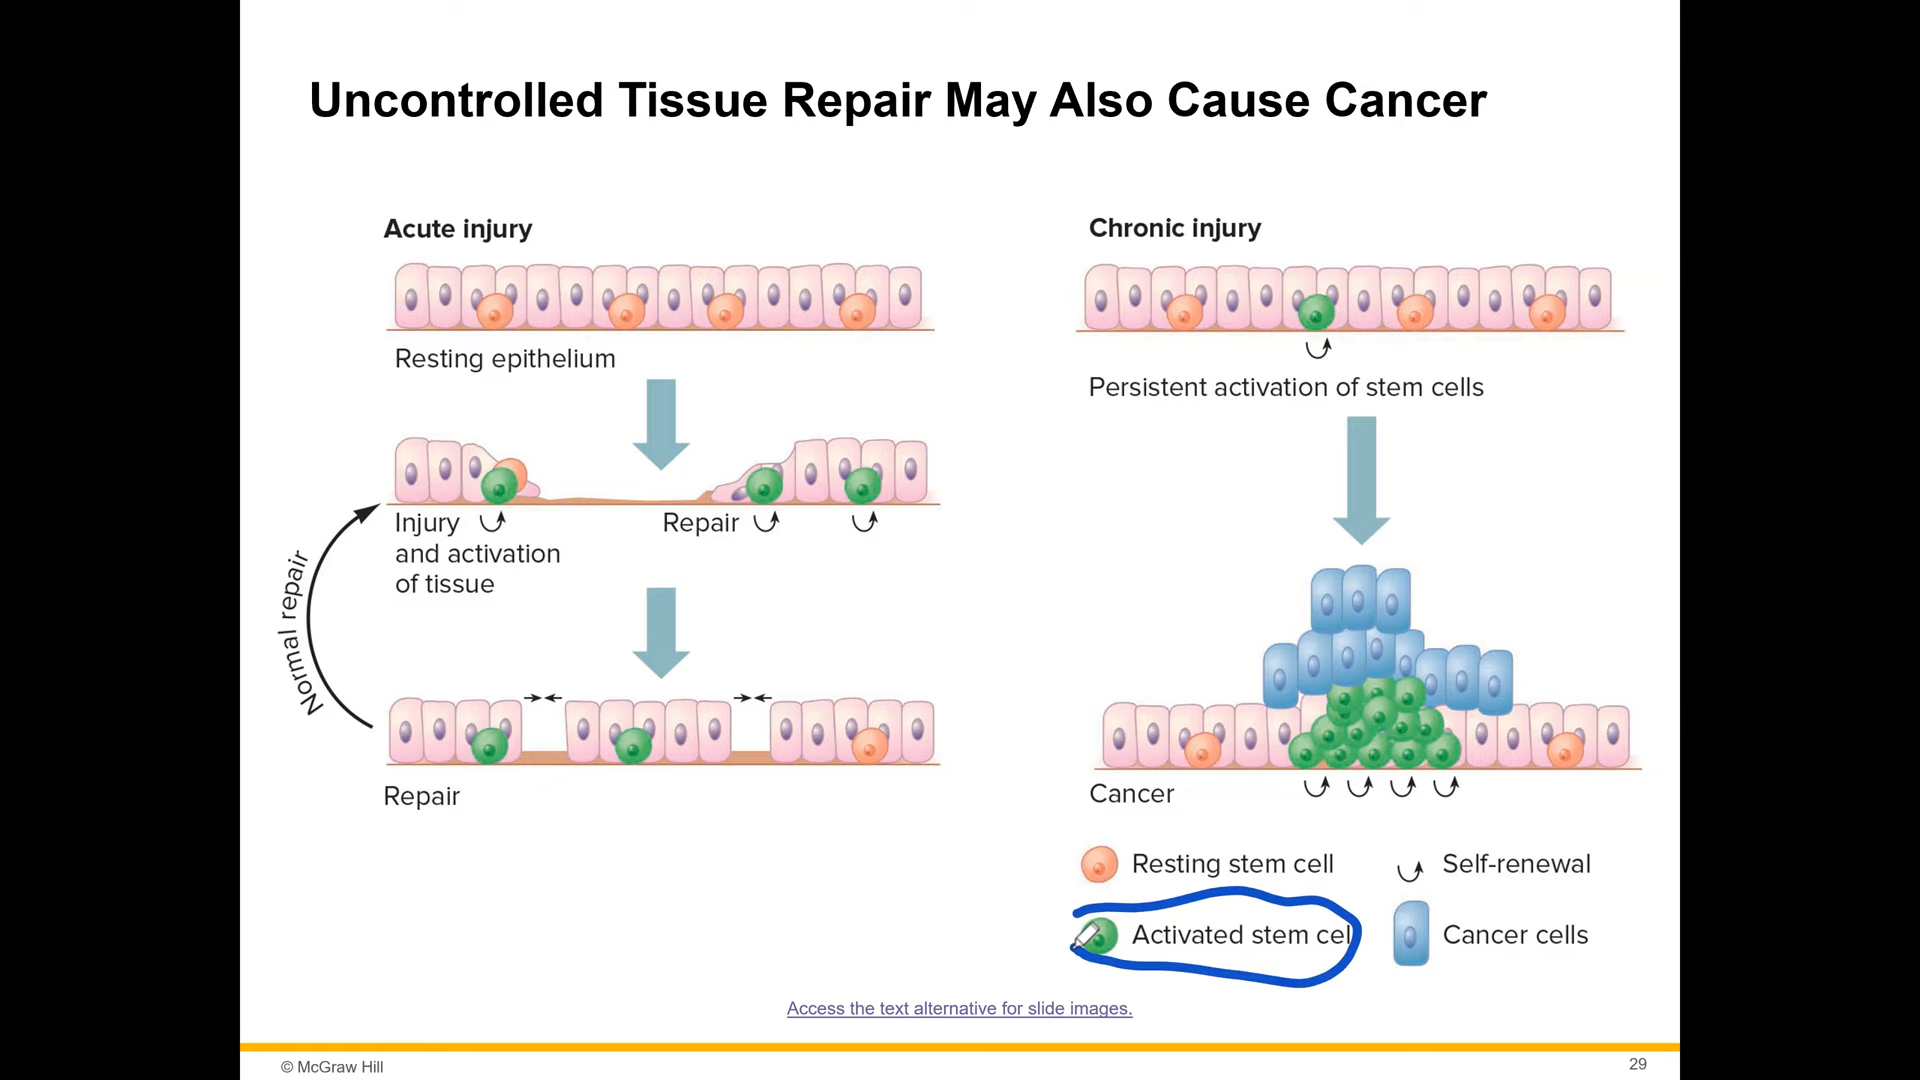 Uncontrolled Tissue Repair May Also Cause Cancer
Acute injury
Resting epithelium
Injury
and activation
of tissue
Repair
Normal repair
Repair
Chronic injury
Persistent activation of stem cells
Cancer
Resting stem cell
Self-renewal
Activated stem cel
Cancer cells
Access the text alternative for slide images.
© McGraw Hill
29